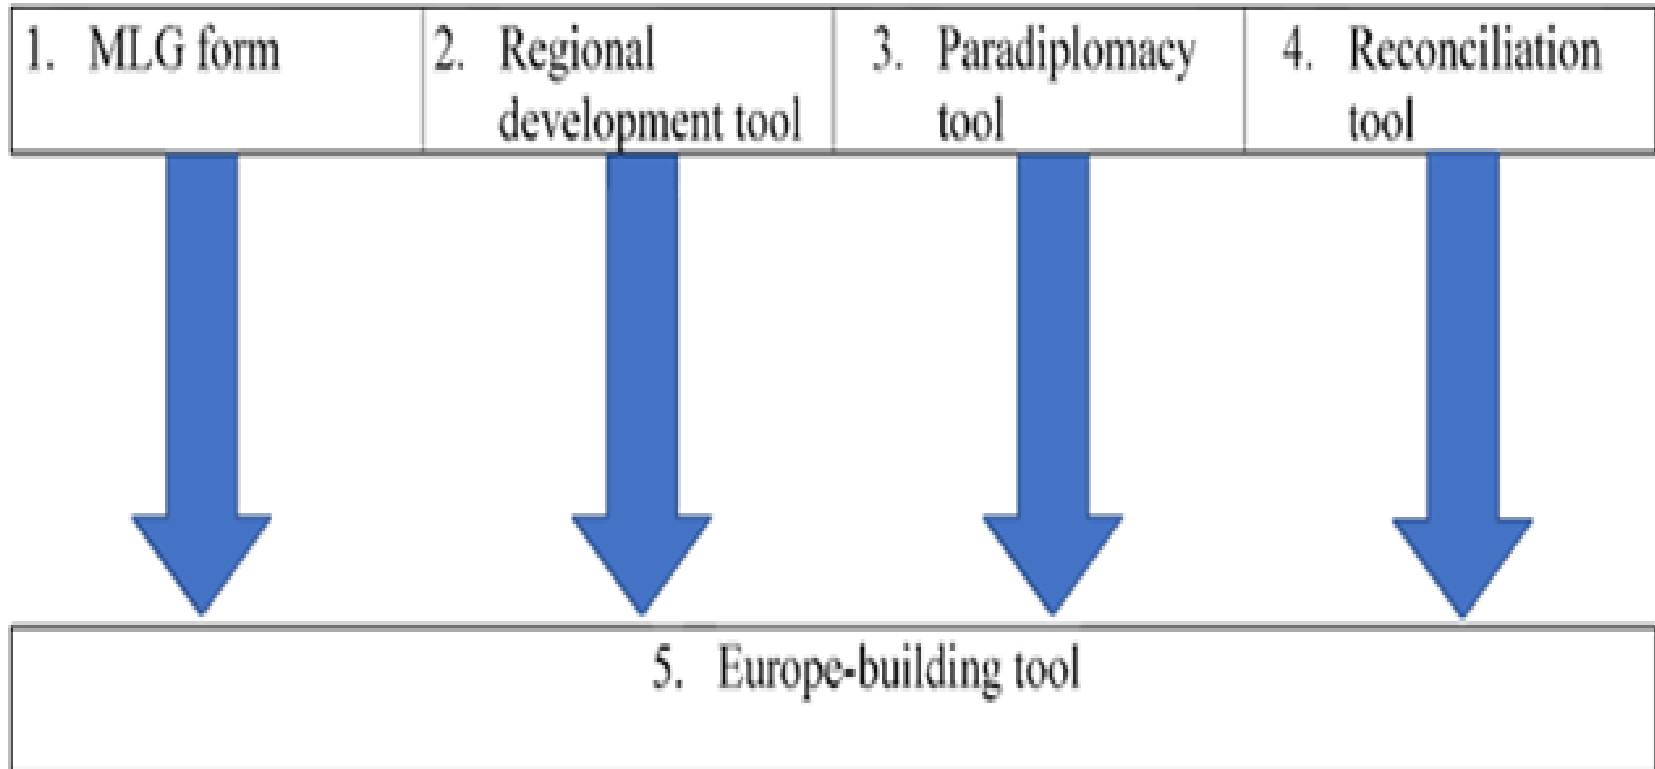 1. MLG form
2. Regional
development tool
3. Paradiplomacy
tool
4. Reconciliation
tool
5. Europe-building tool